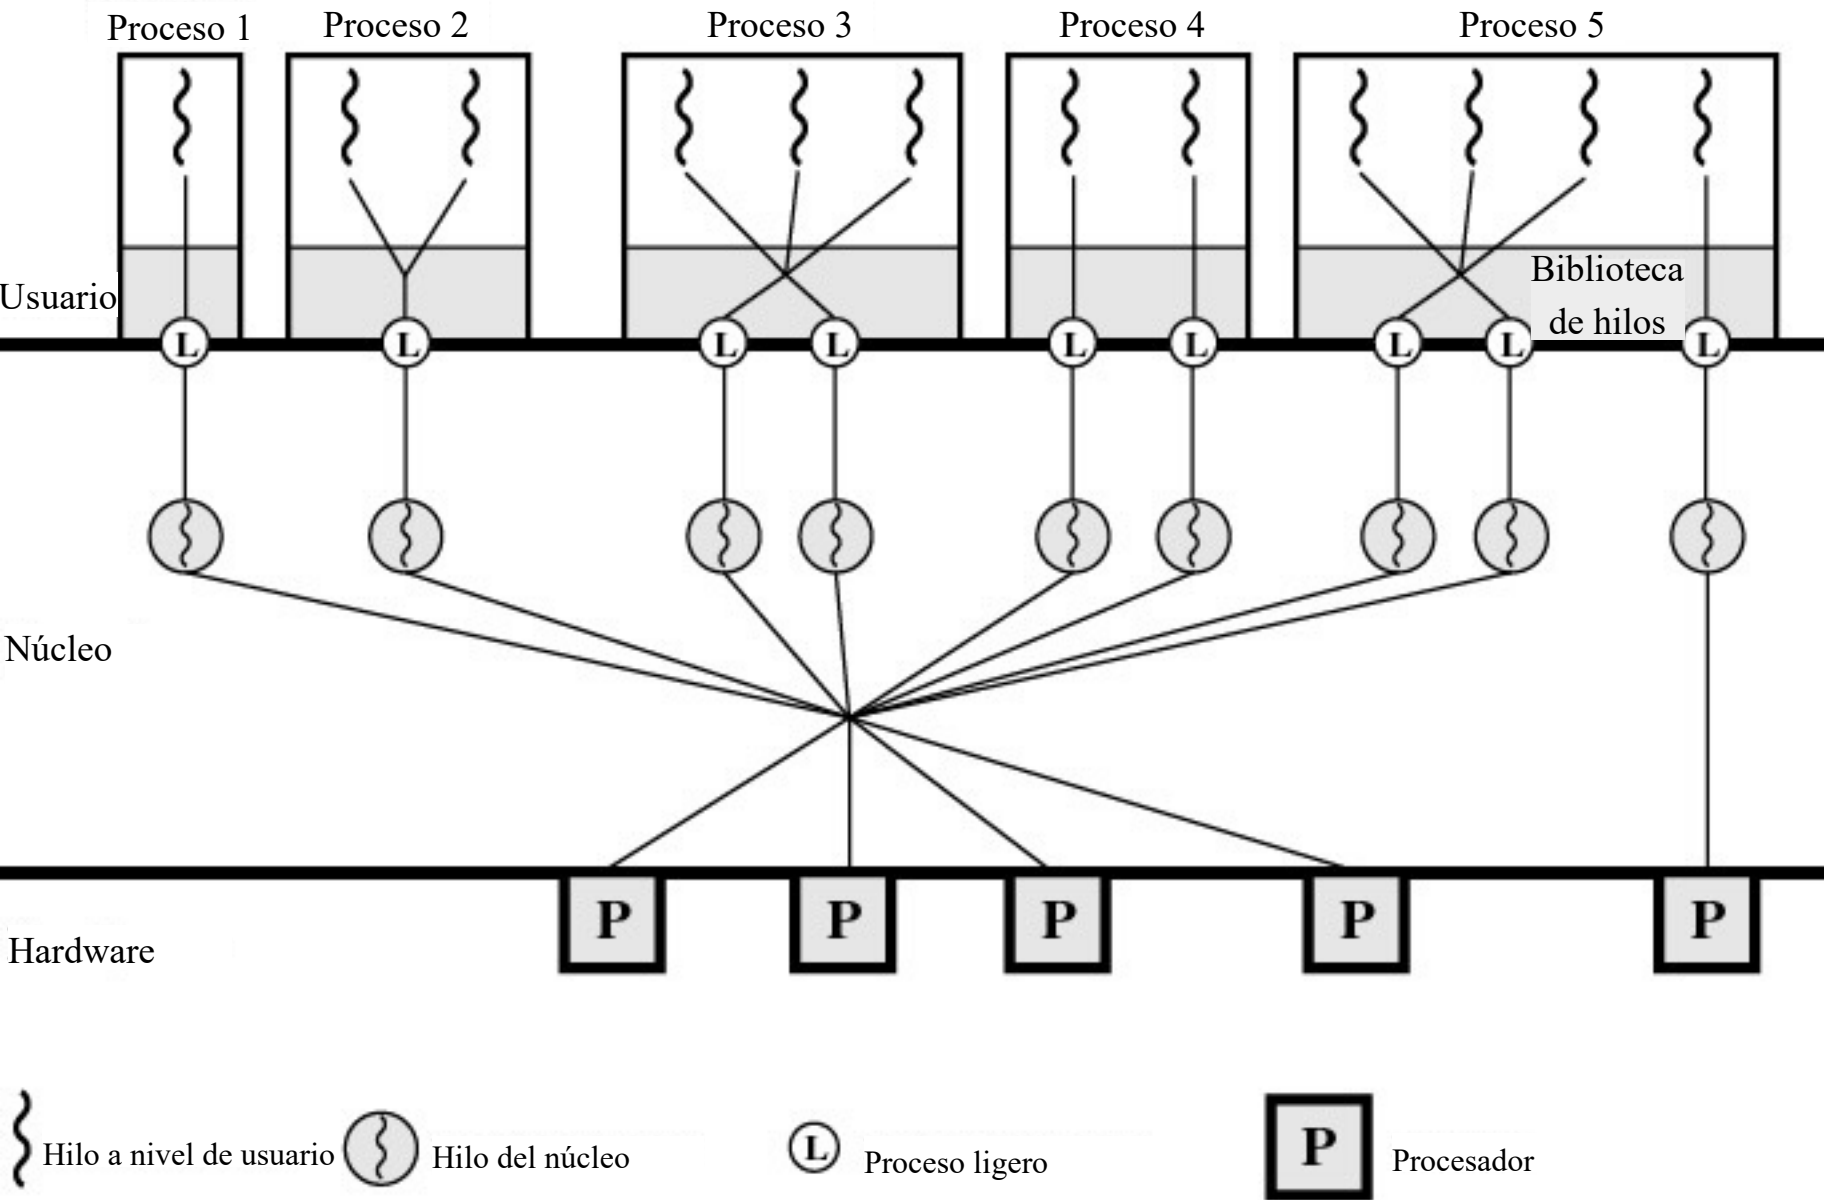 Proceso 1
Proceso 2
Proceso 3
Proceso 4
Proceso 5
Biblioteca
de hilos
Usuario
L
L
L
L
L
L
L
L
L
Núcleo
P
P
P
P
P
Hardware
Hilo a nivel de usuario
Hilo del núcleo
L
Proceso ligero
P
Procesador